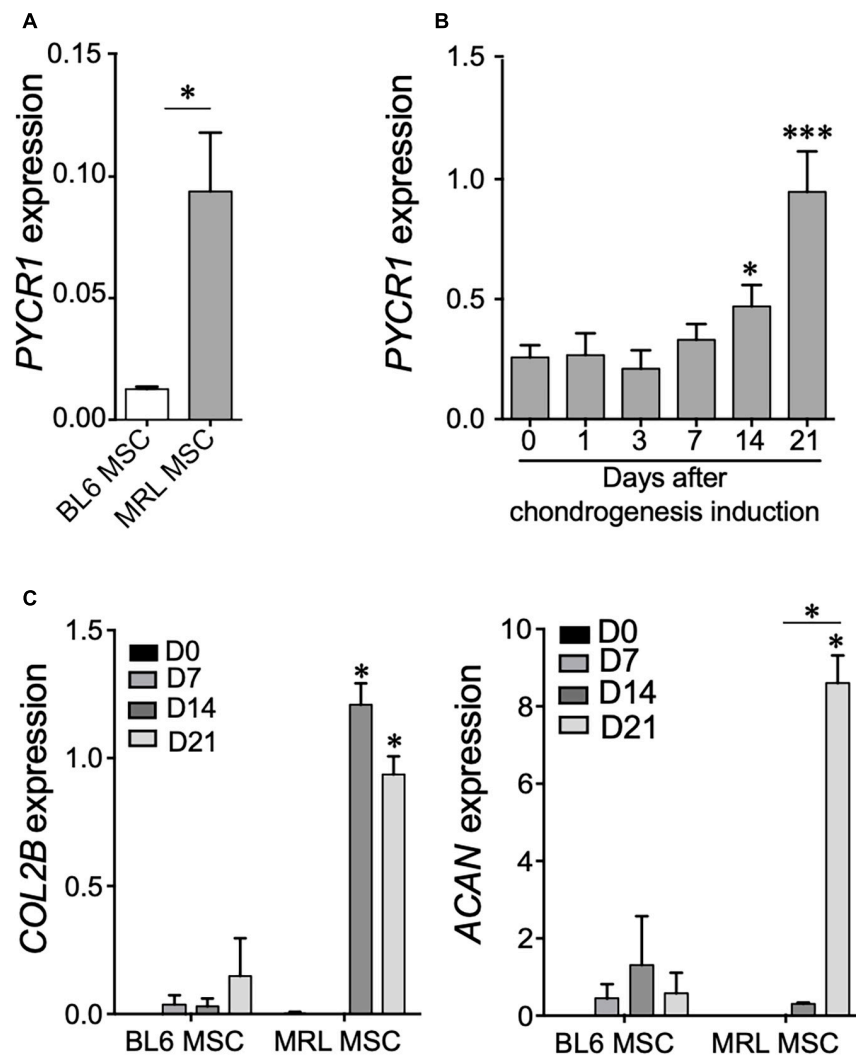 A
PYCR1 expression
0.15
0.10
0.05
0.00
*
BL6 MSC
MRL MSC
B
PYCR1 expression
1.5
1.0
0.5
0.0
*
***
0 1 3 7 14 21
Days after
chondrogenesis induction
C
COL2B expression
1.5
1.0
0.5
0.0
D0
D7
D14
D21
*
*
BL6 MSC MRL MSC
ACAN expression
10
8
6
4
2
0
D0
D7
D14
D21
*
*
BL6 MSC MRL MSC